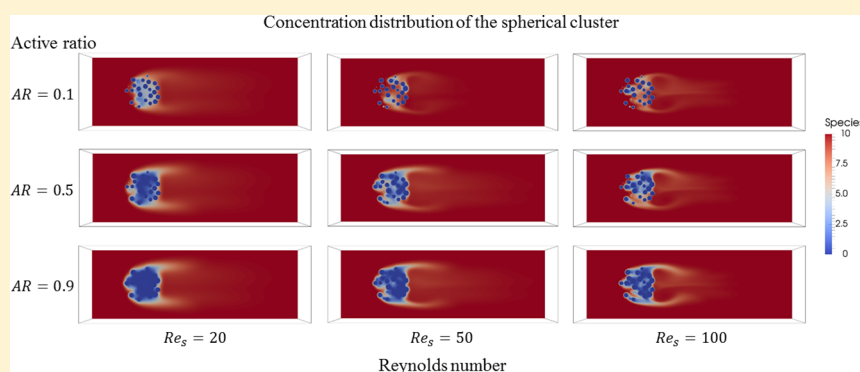 Concentration distribution of the spherical cluster
Active ratio
AR = 0.1
AR = 0.5
AR = 0.9
Species
10
7.5
5.0
2.5
0
Re_s = 20
Re_s = 50
Re_s = 100
Reynolds number